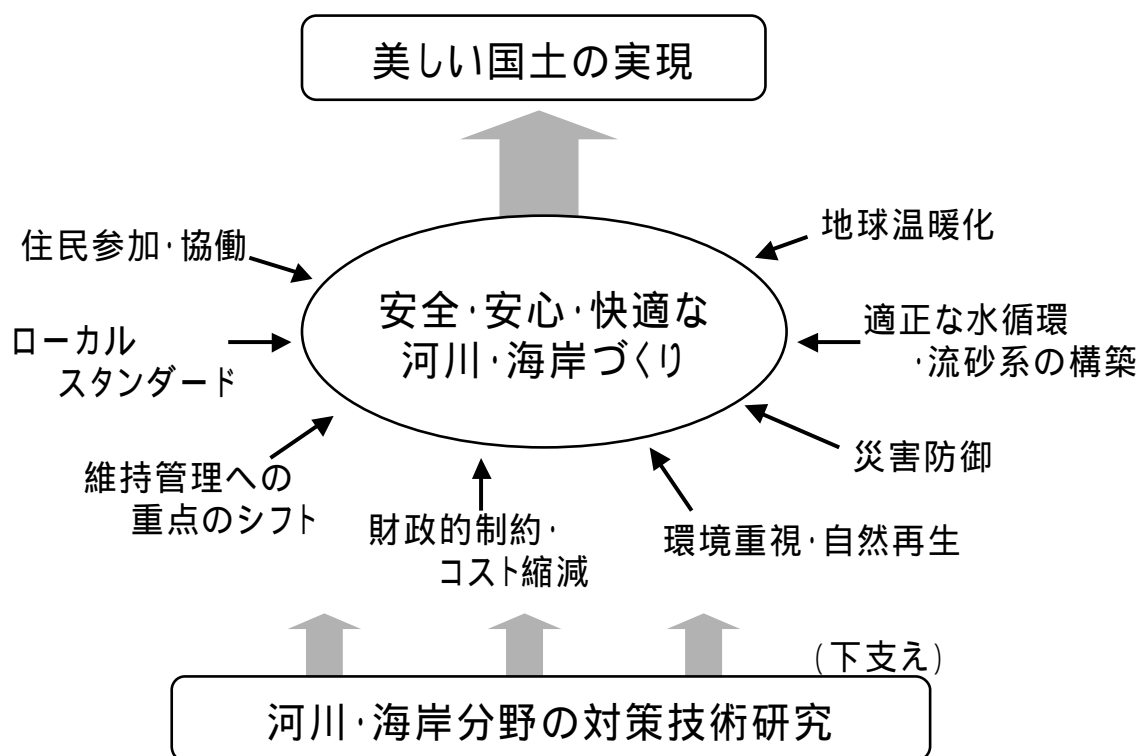 美しい国土の実現
住民参加・協働
地球温暖化
安全・安心・快適な
河川・海岸づくり
ローカル
スタンダード
適正な水循環
・流砂系の構築
維持管理への
重点のシフト
財政的制約・
コスト縮減
環境重視・自然再生
災害防御
(下支え)
河川・海岸分野の対策技術研究